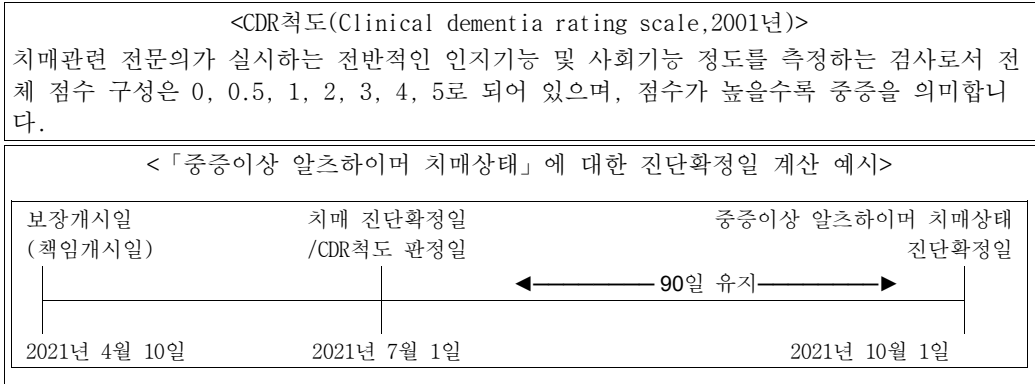 <CDR척도(Clinical dementia rating scale,2001년)>
치매관련 전문의가 실시하는 전반적인 인지기능 및 사회기능 정도를 측정하는 검사로서 전
체 점수 구성은 0, 0.5, 1, 2, 3, 4, 5로 되어 있으며, 점수가 높을수록 중증을 의미합니
다.
<「중증이상 알츠하이머 치매상태」에 대한 진단확정일 계산 예시>
보장개시일 치매 진단확정일 중증이상 알츠하이머 치매상태
(책임개시일) /CDR척도 판정일 진단확정일
90일 유지
2021년 4월 10일 2021년 7월 1일 2021년 10월 1일